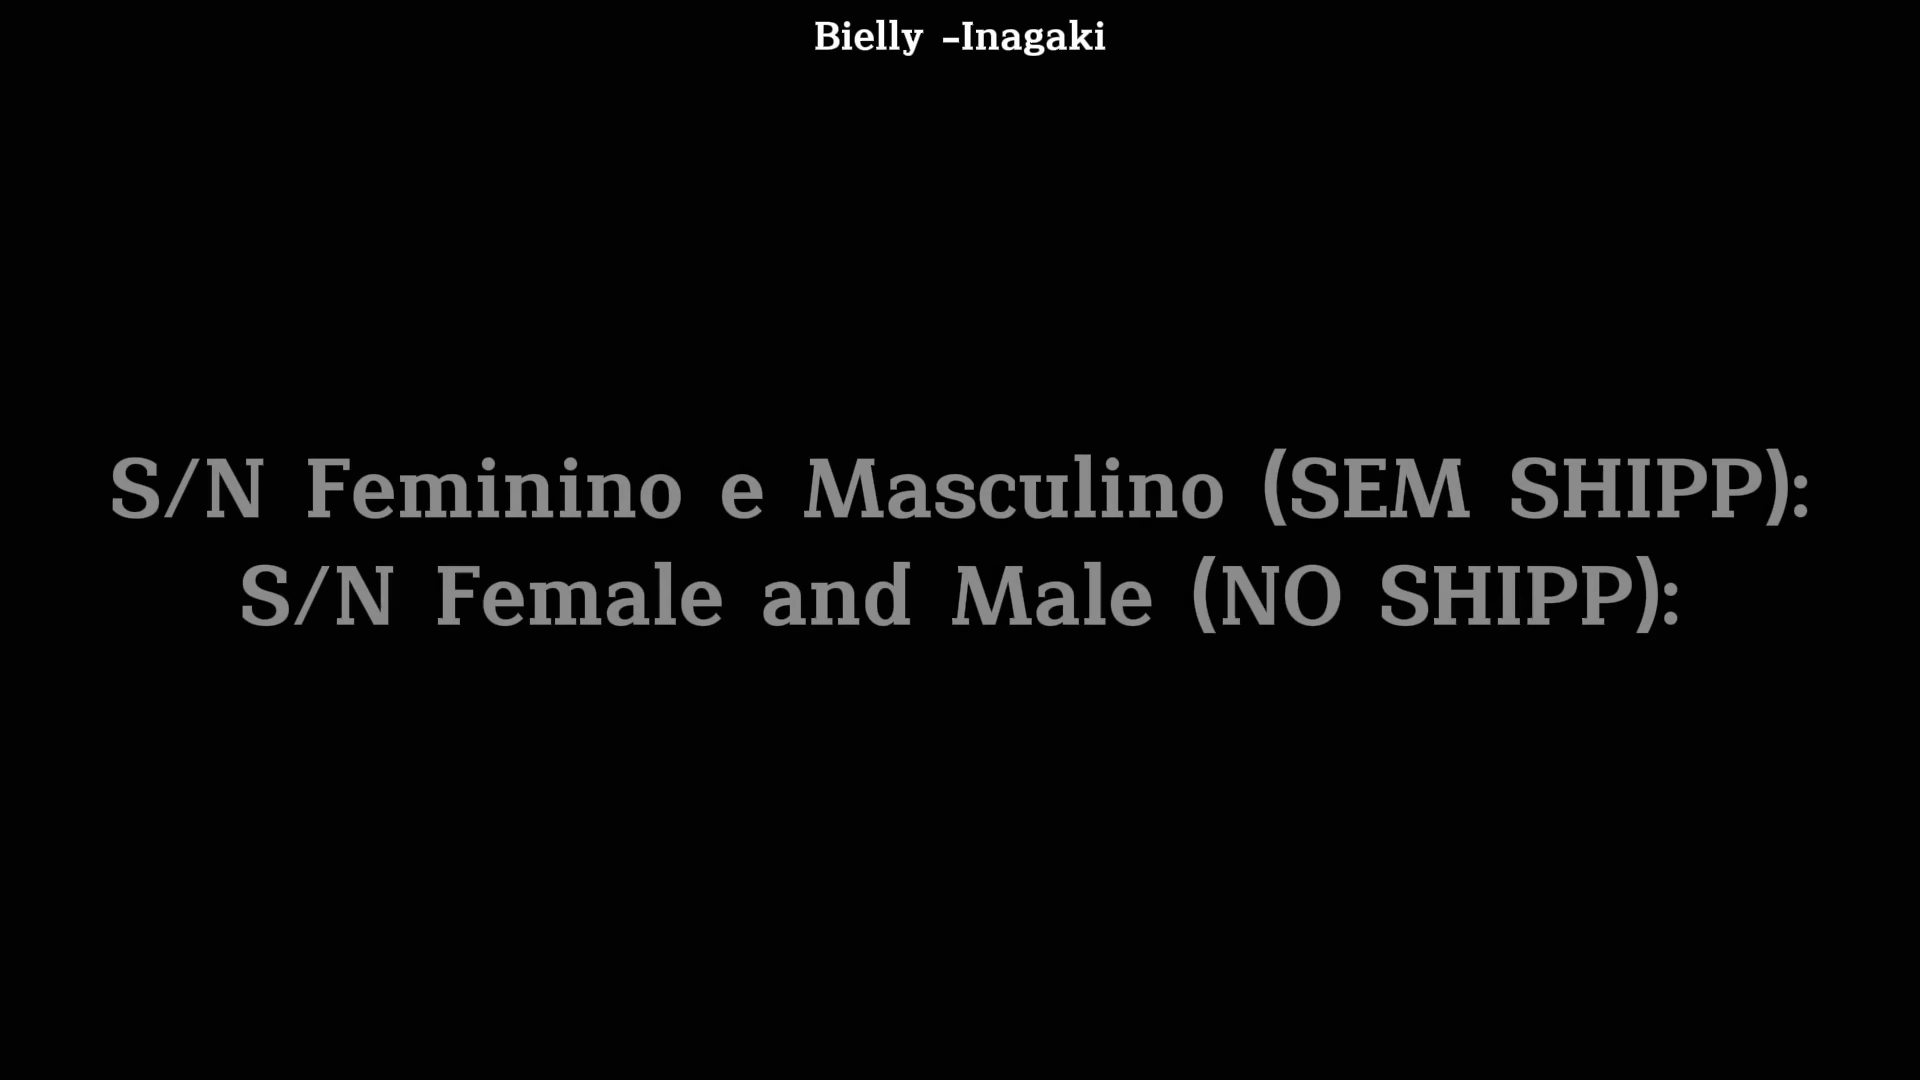 Bielly -Inagaki
S/N Feminino e Masculino (SEM SHIPP):
S/N Female and Male (NO SHIPP):